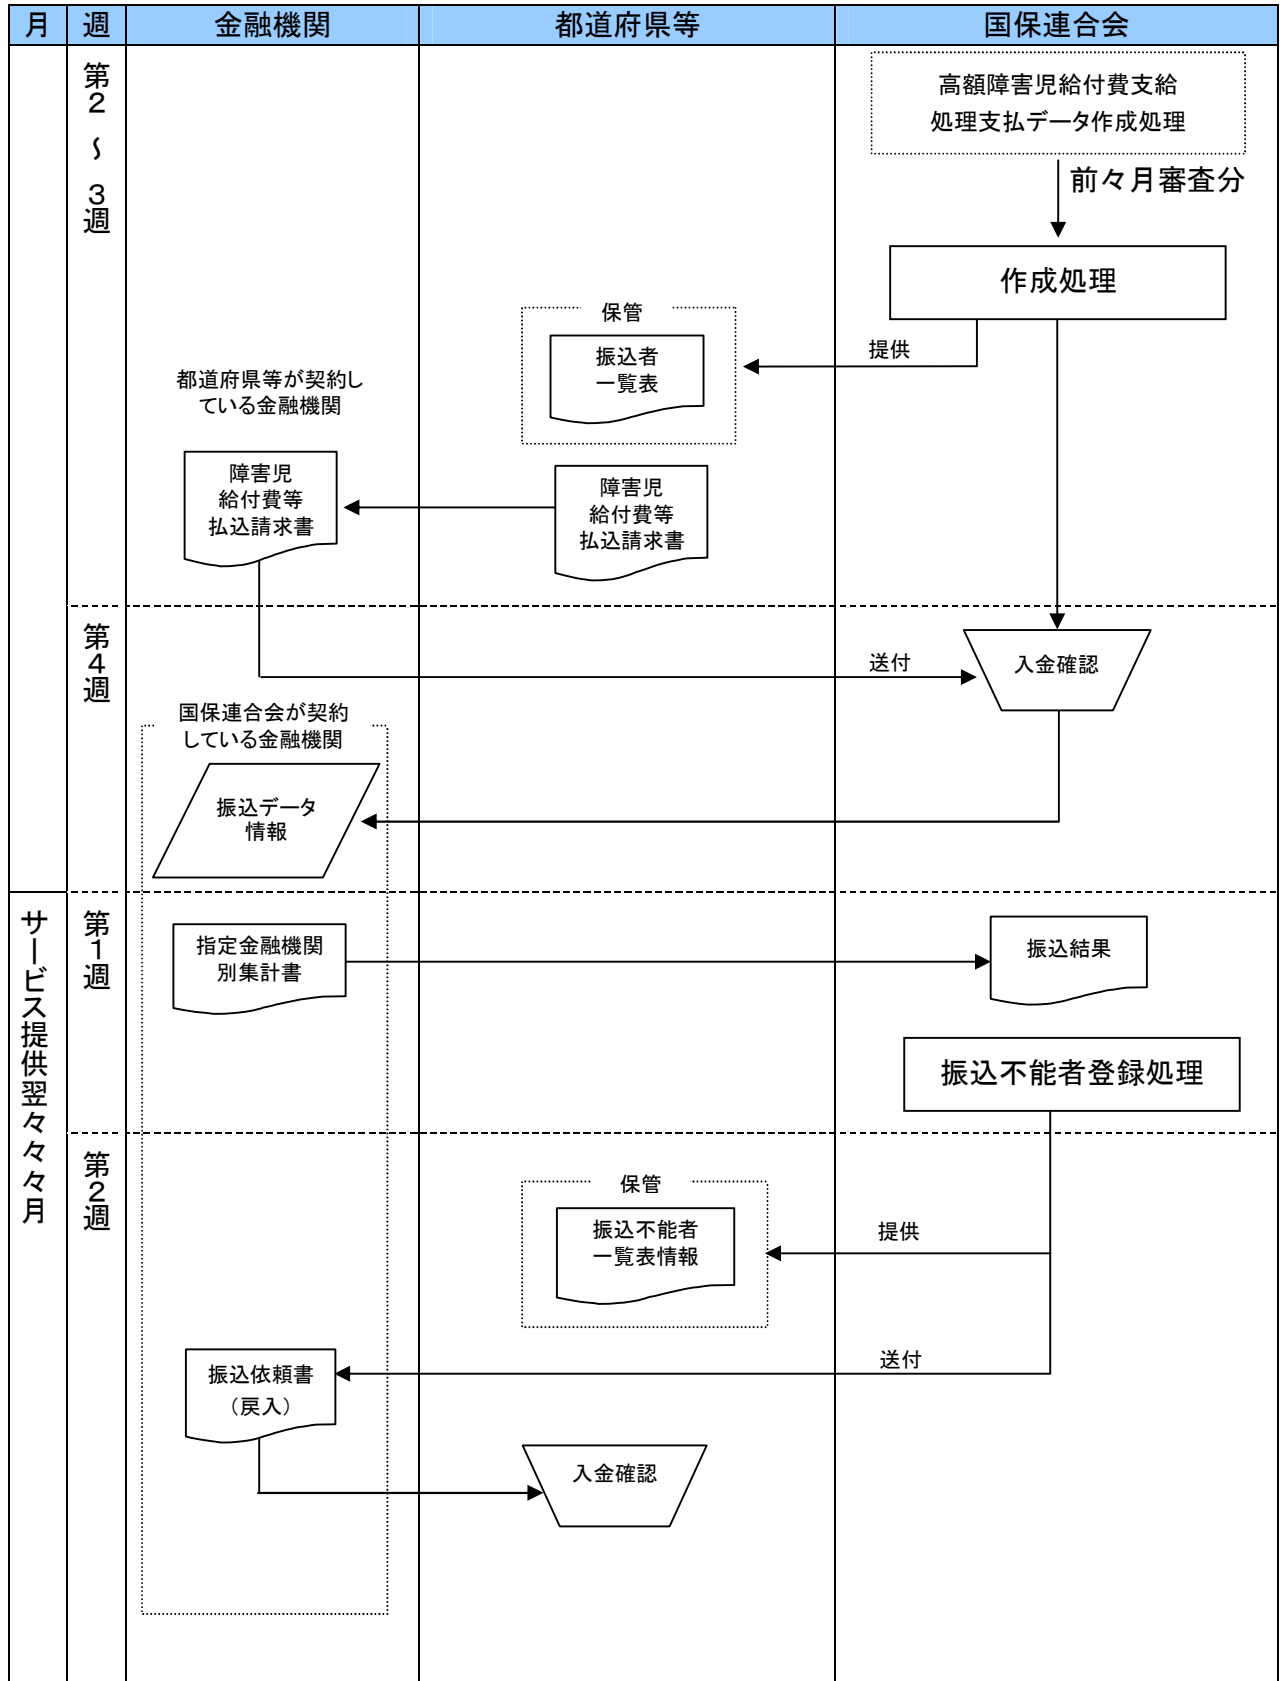 月
週
金融機関
都道府県等
国保連合会
第２～３週
高額障害児給付費支給
処理支払データ作成処理
前々月審査分
作成処理
保管
振込者
一覧表
提供
都道府県等が契約し
ている金融機関
障害児
給付費等
払込請求書
障害児
給付費等
払込請求書
第４週
送付
入金確認
国保連合会が契約
している金融機関
振込データ
情報
サービス提供翌々々月
第１週
指定金融機関
別集計書
振込結果
振込不能者登録処理
第２週
保管
振込不能者
一覧表情報
提供
送付
振込依頼書
（戻入）
入金確認